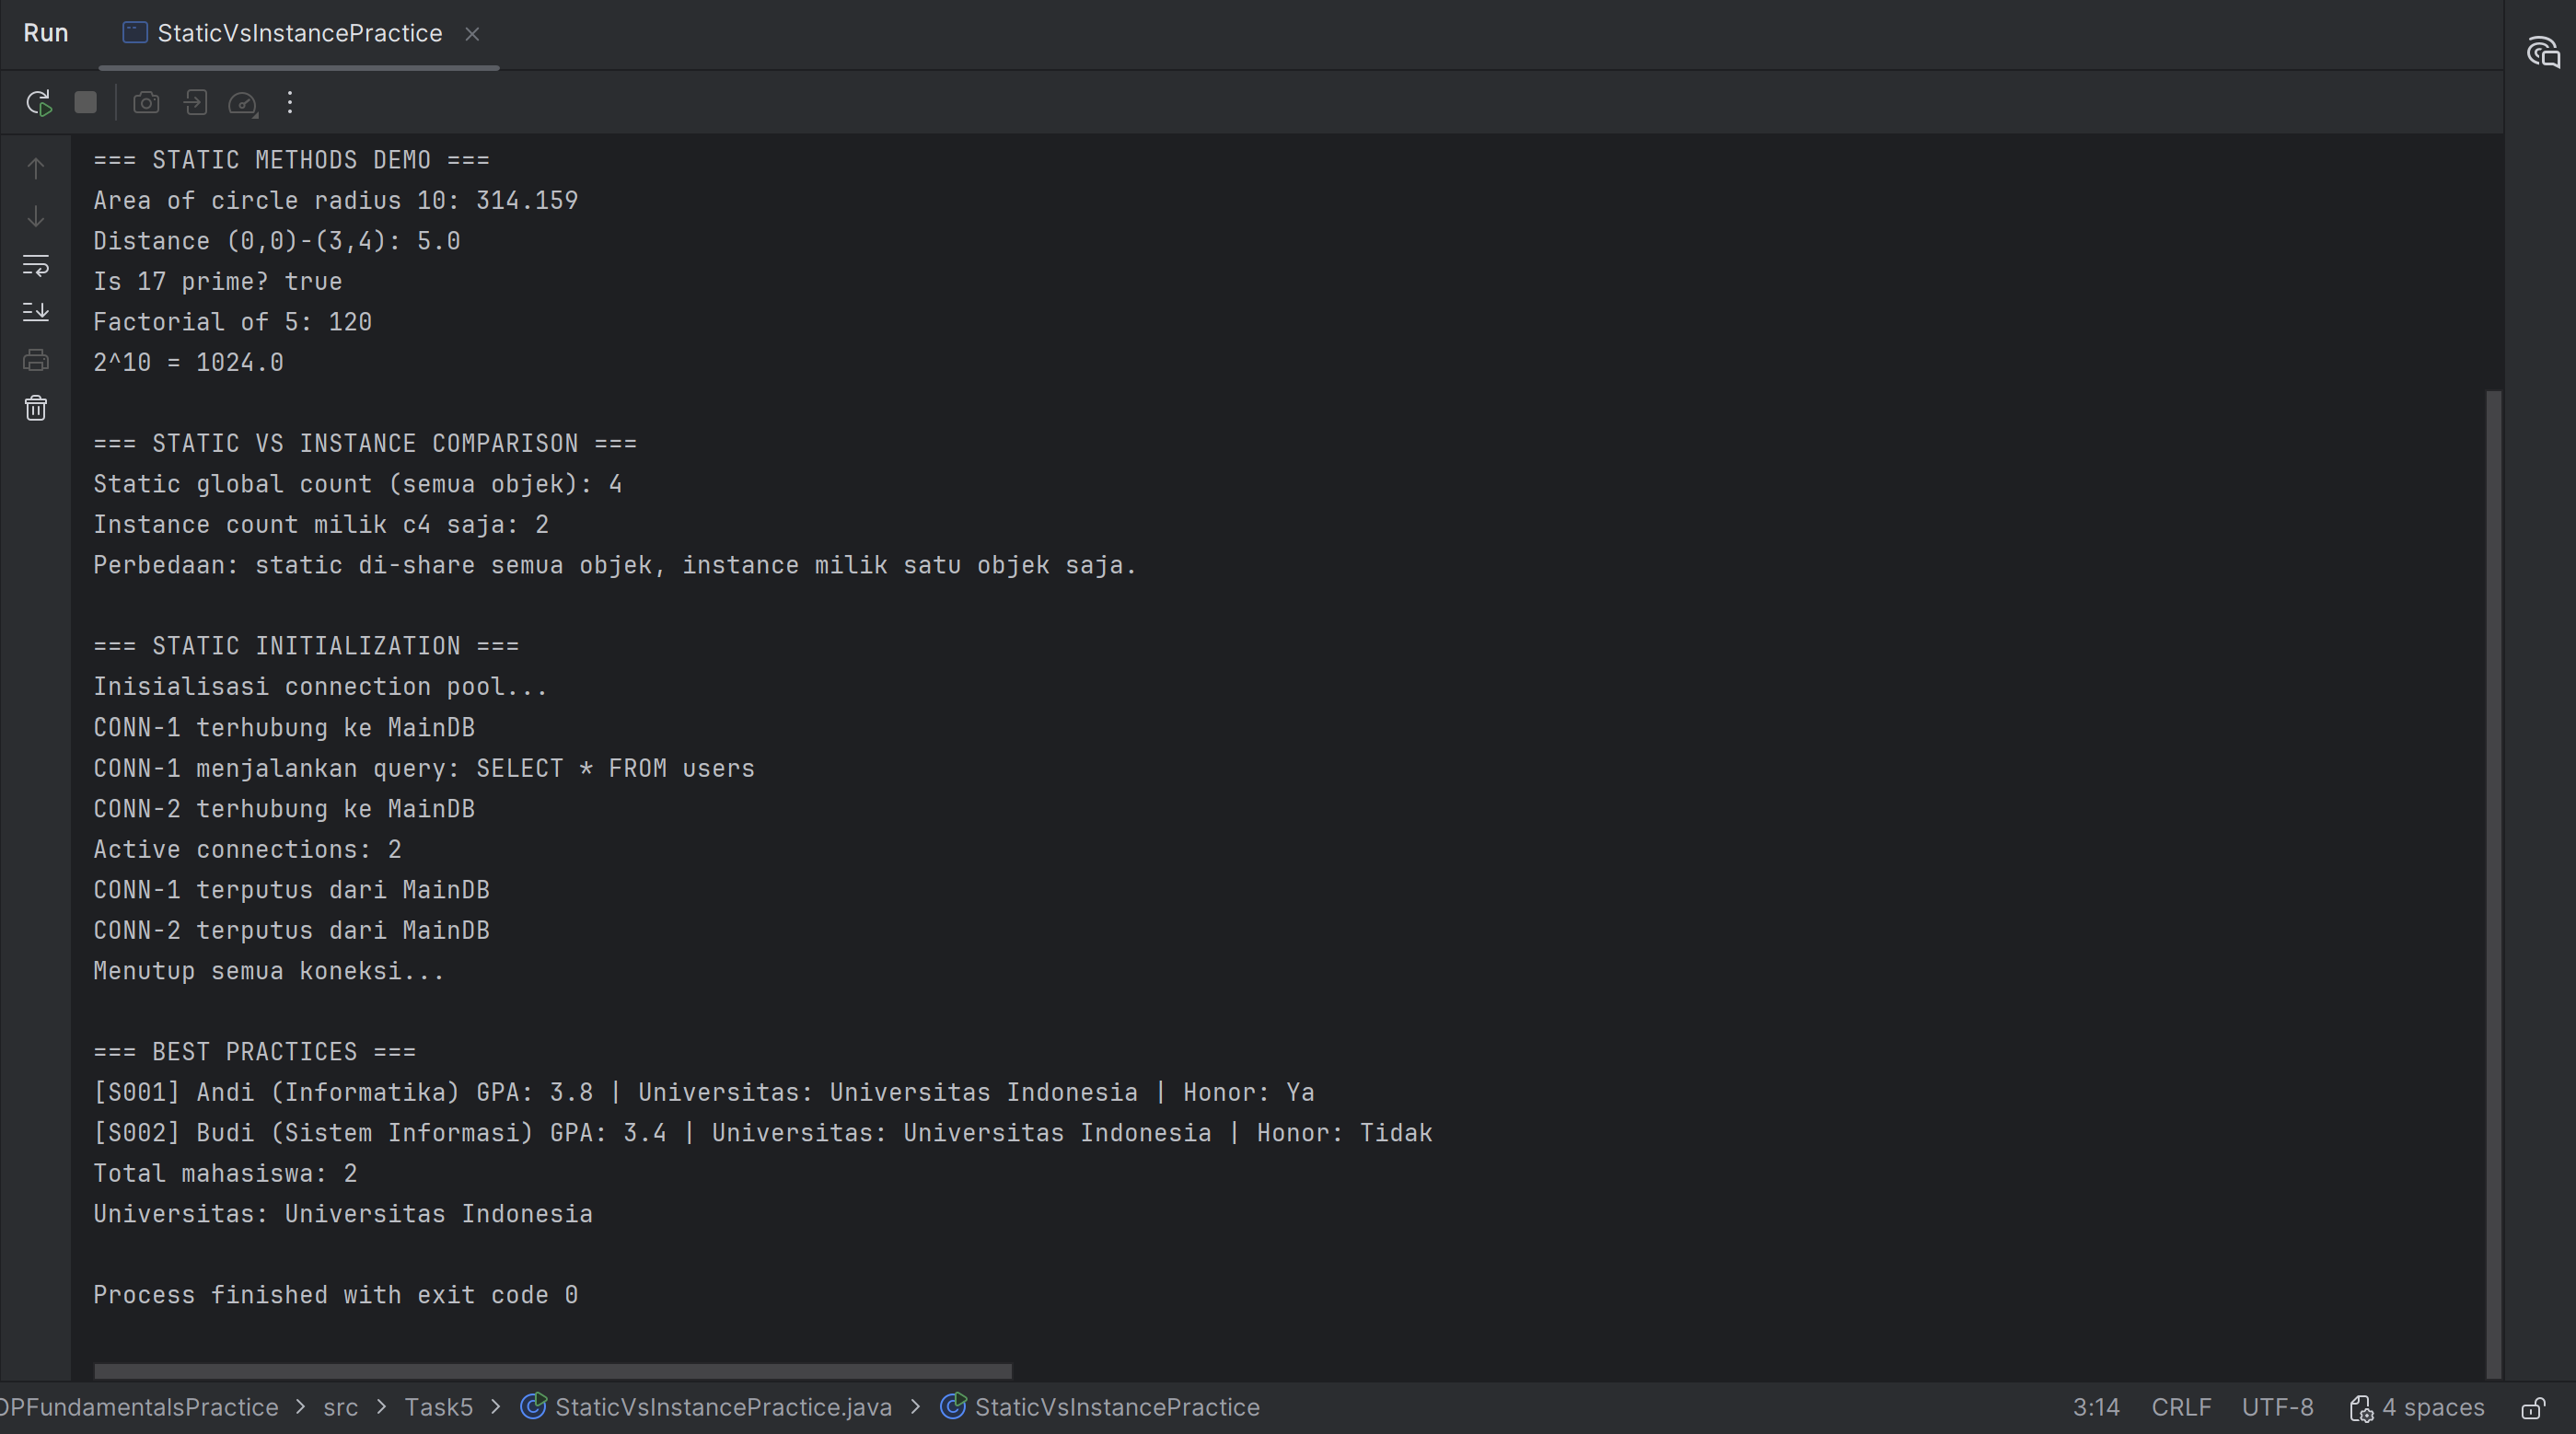 Run StaticVsInstancePractice
=== STATIC METHODS DEMO ===
Area of circle radius 10: 314.159
Distance (0,0)-(3,4): 5.0
Is 17 prime? true
Factorial of 5: 120
2^10 = 1024.0
=== STATIC VS INSTANCE COMPARISON ===
Static global count (semua objek): 4
Instance count milik c4 saja: 2
Perbedaan: static di-share semua objek, instance milik satu objek saja.
=== STATIC INITIALIZATION ===
Inisialisasi connection pool...
CONN-1 terhubung ke MainDB
CONN-1 menjalankan query: SELECT * FROM users
CONN-2 terhubung ke MainDB
Active connections: 2
CONN-1 terputus dari MainDB
CONN-2 terputus dari MainDB
Menutup semua koneksi...
=== BEST PRACTICES ===
[S001] Andi (Informatika) GPA: 3.8 | Universitas: Universitas Indonesia | Honor: Ya
[S002] Budi (Sistem Informasi) GPA: 3.4 | Universitas: Universitas Indonesia | Honor: Tidak
Total mahasiswa: 2
Universitas: Universitas Indonesia
Process finished with exit code 0
OPFundamentalsPractice > src > Task5 > StaticVsInstancePractice.java > StaticVsInstancePractice 3:14 CRLF UTF-8 4 spaces